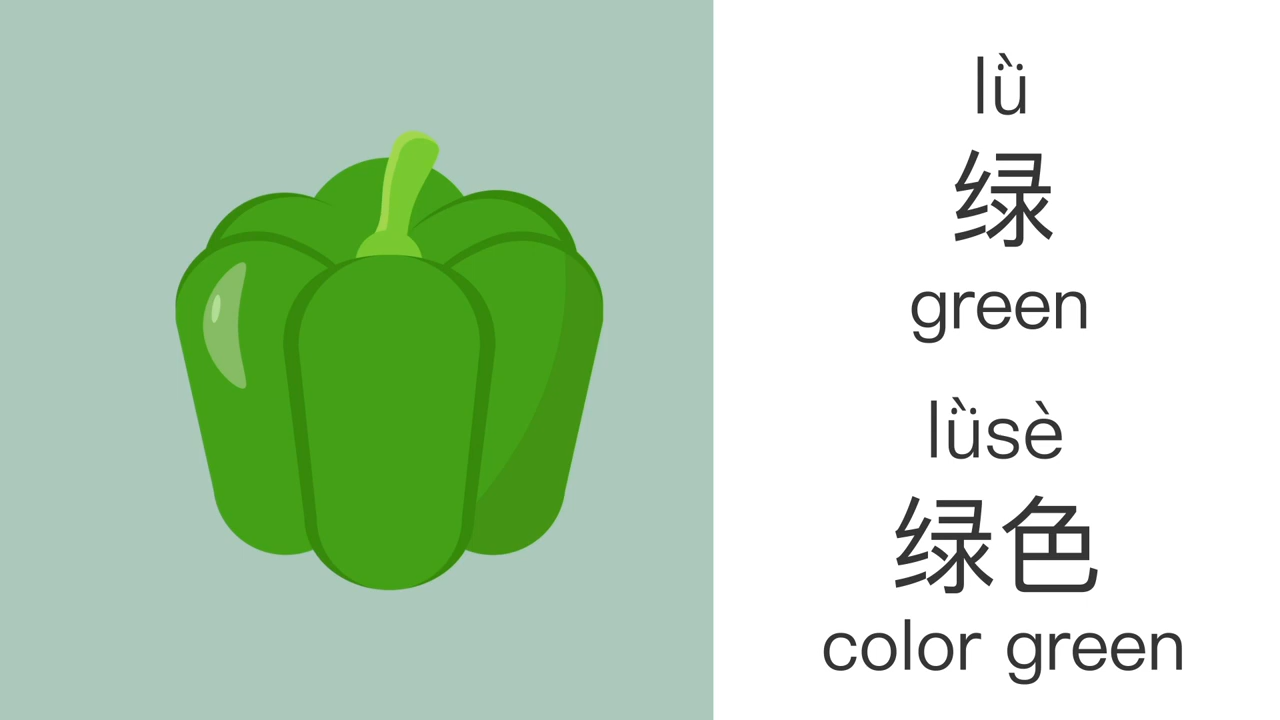 lǜ
绿
green
lǜsè
绿色
color green